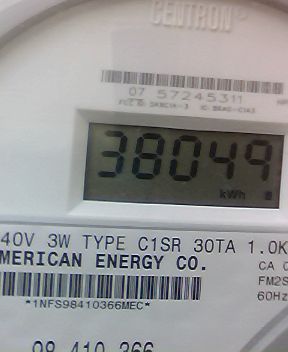 CENTRON®
07 57245311
38049
kWh
40V 3W TYPE C1SR 30TA 1.0K
MERICAN ENERGY CO.
CA 0
FM2S
60Hz
*1NFS98410366MEC*
98 410 366